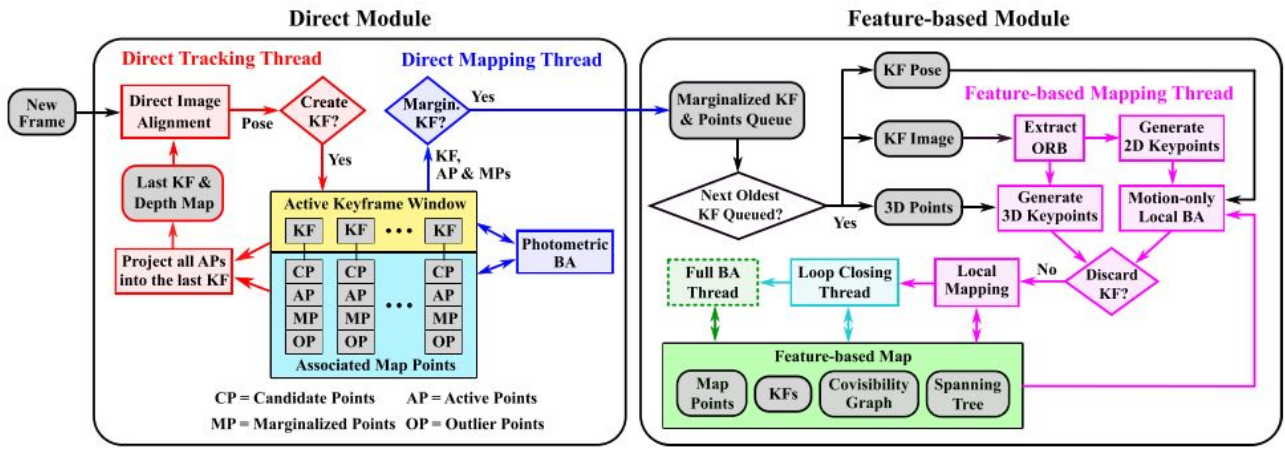 Direct Module
Direct Tracking Thread
Direct Mapping Thread
New
Frame
Direct Image
Alignment
Pose
Create
KF?
Yes
Margin.
KF?
Yes
KF,
AP & MPs
Last KF &
Depth Map
Project all APs
into the last KF
Active Keyframe Window
KF KF ••• KF
Photometric
BA
CP CP CP
AP AP AP
•••
MP MP MP
OP OP OP
Associated Map Points
CP = Candidate Points AP = Active Points
MP = Marginalized Points OP = Outlier Points
Feature-based Module
Marginalized KF
& Points Queue
Next Oldest
KF Queued?
Yes
KF Pose
Feature-based Mapping Thread
KF Image
Extract
ORB
Generate
2D Keypoints
3D Points
Generate
3D Keypoints
Motion-only
Local BA
Discard
KF?
No
Local
Mapping
Loop Closing
Thread
Full BA
Thread
Feature-based Map
Map
Points
KFs
Covisibility
Graph
Spanning
Tree